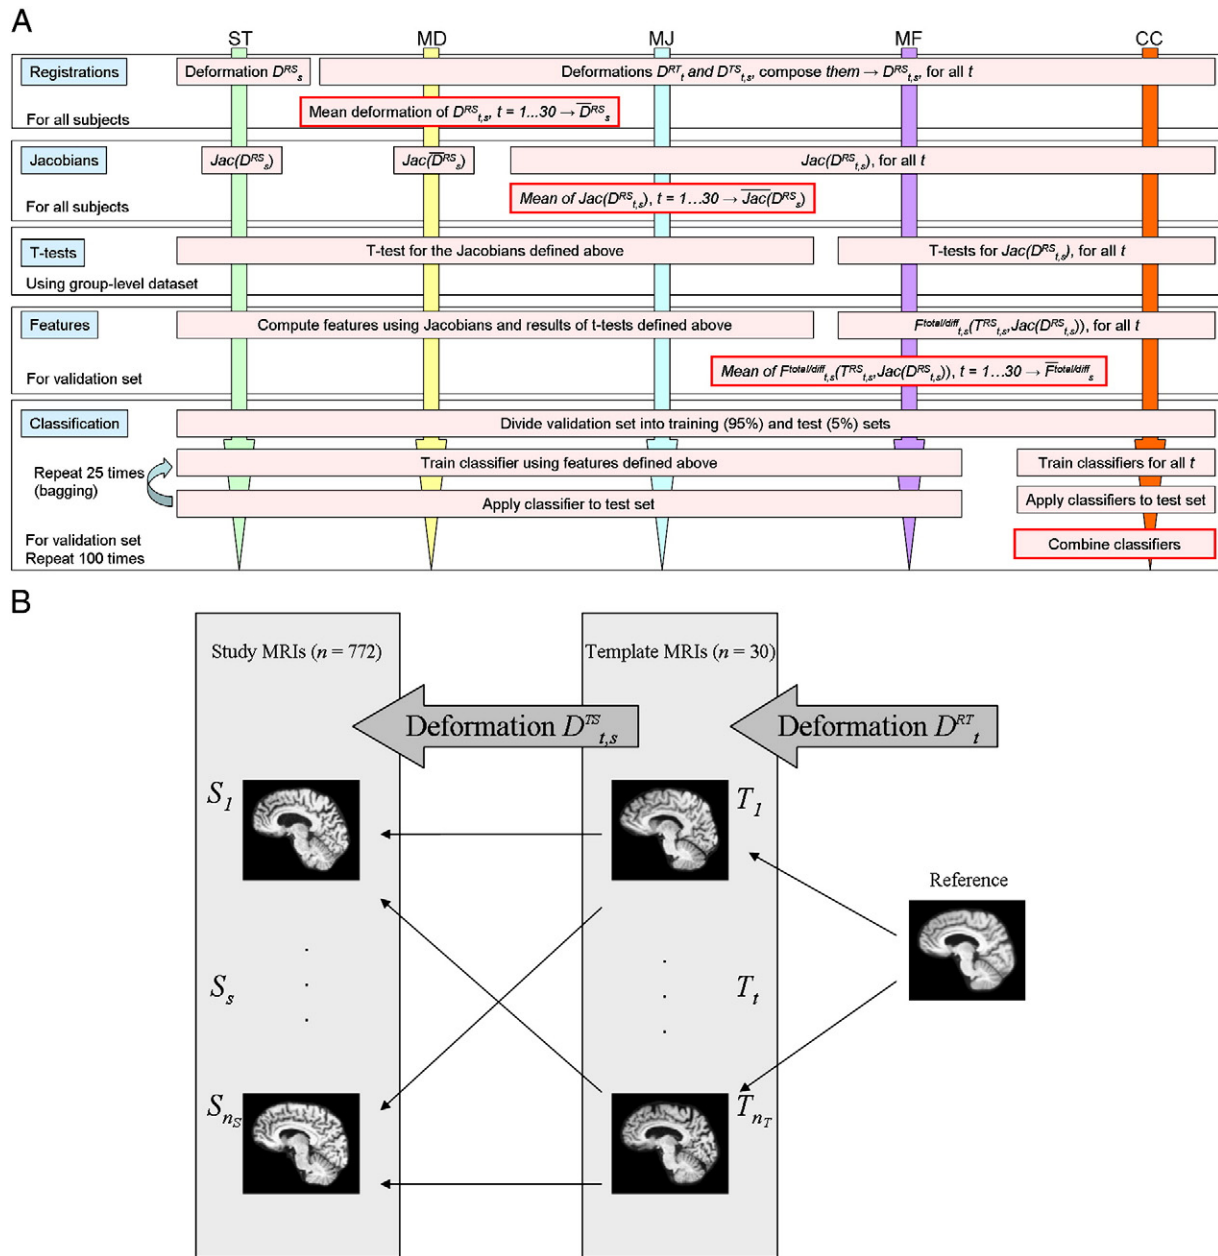 A
ST MD MJ MF CC
Registrations
Deformation D^RS_s
Deformations D^RT_t and D^TS_t,s, compose them → D^RS_t,s, for all t
Mean deformation of D^RS_t,s, t = 1...30 → D̅^RS_s
For all subjects
Jacobians
Jac(D^RS_s)
Jac(D̅^RS_s)
Jac(D^RS_t,s), for all t
Mean of Jac(D^RS_t,s), t = 1...30 → J̅a̅c̅(D^RS_s)
For all subjects
T-tests
T-test for the Jacobians defined above
T-tests for Jac(D^RS_t,s), for all t
Using group-level dataset
Features
Compute features using Jacobians and results of t-tests defined above
F^total/diff_t,s(T^RS_t,s,Jac(D^RS_t,s)), for all t
Mean of F^total/diff_t,s(T^RS_t,s,Jac(D^RS_t,s)), t = 1...30 → F̅^total/diff_s
For validation set
Classification
Divide validation set into training (95%) and test (5%) sets
Repeat 25 times
(bagging)
Train classifier using features defined above
Train classifiers for all t
Apply classifier to test set
Apply classifiers to test set
For validation set
Repeat 100 times
Combine classifiers
B
Study MRIs (n = 772)
Template MRIs (n = 30)
Deformation D^TS_t,s
Deformation D^RT_t
S_1
T_1
Reference
S_s
T_t
S_n_S
T_n_T